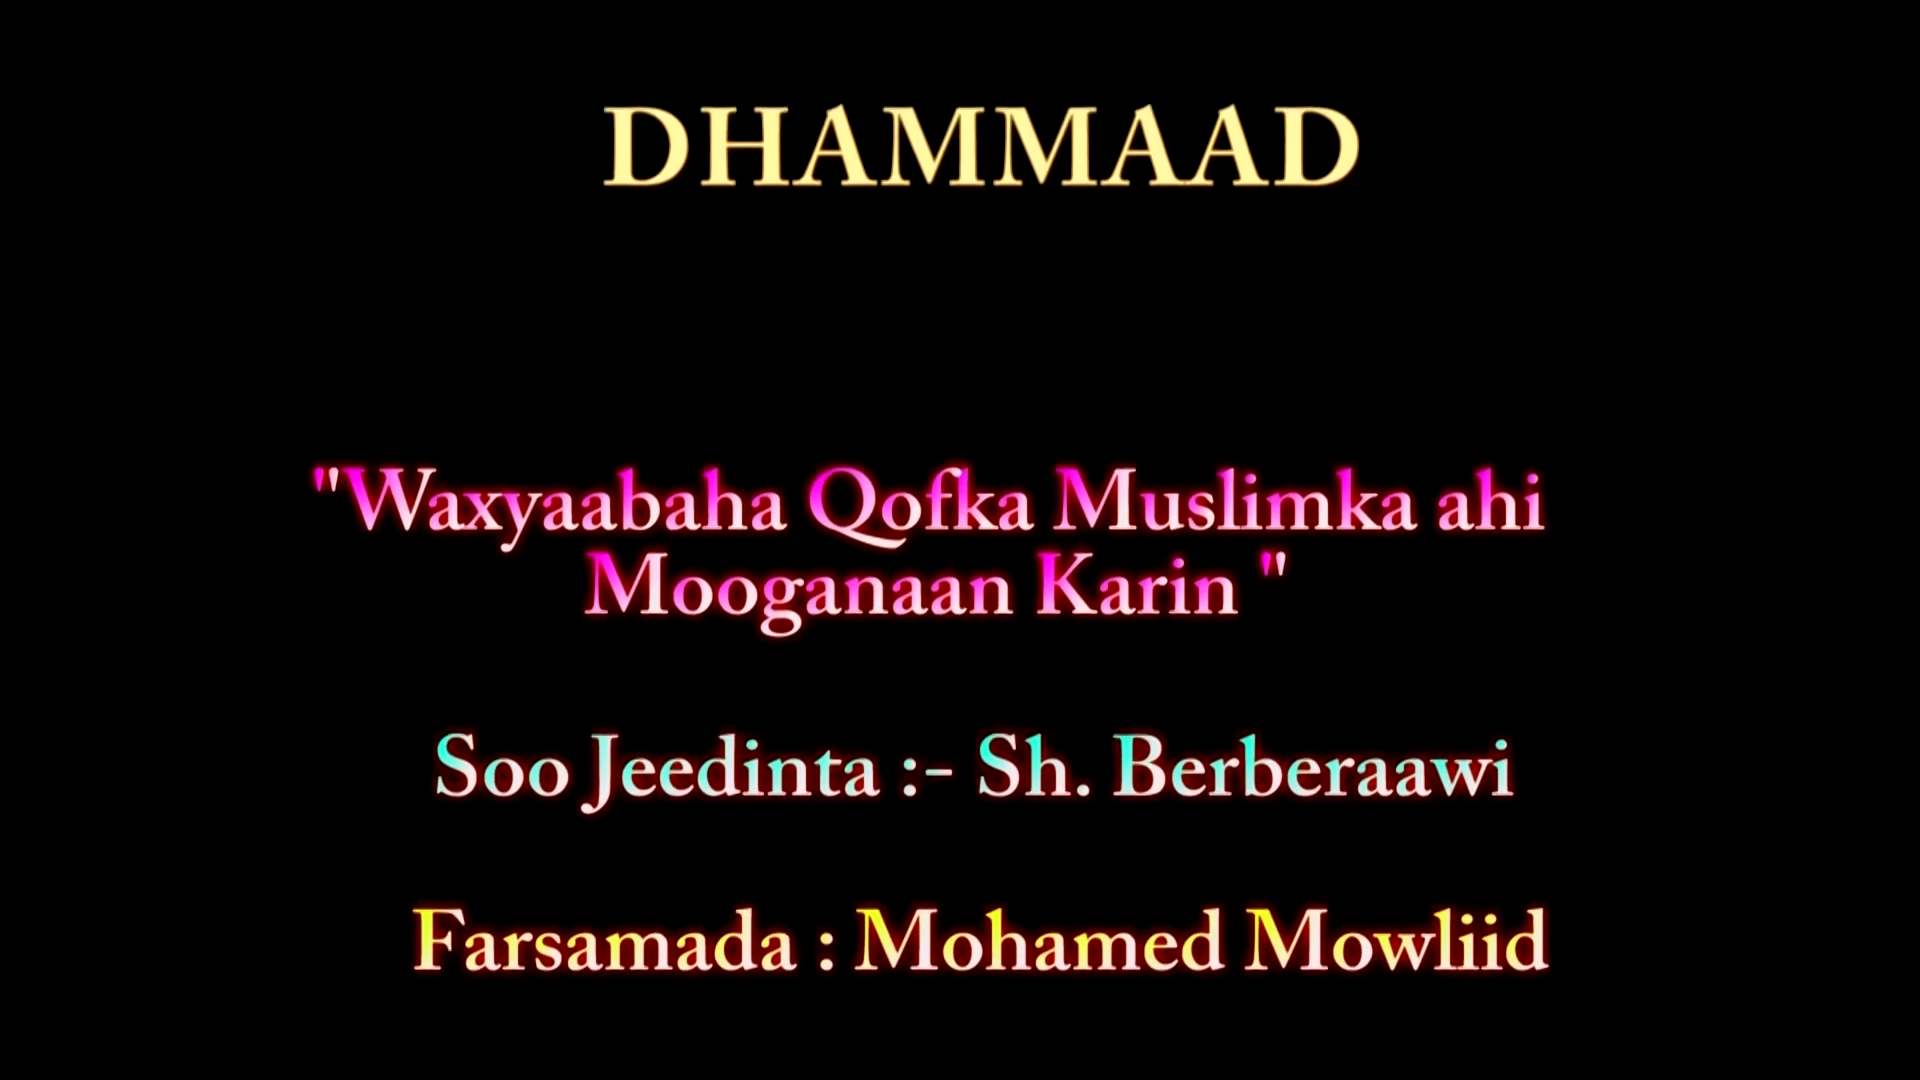 DHAMMAAD
"Waxyaabaha Qofka Muslimka ahi
Mooganaan Karin "
Soo Jeedinta :- Sh. Berberaawi
Farsamada : Mohamed Mowliid